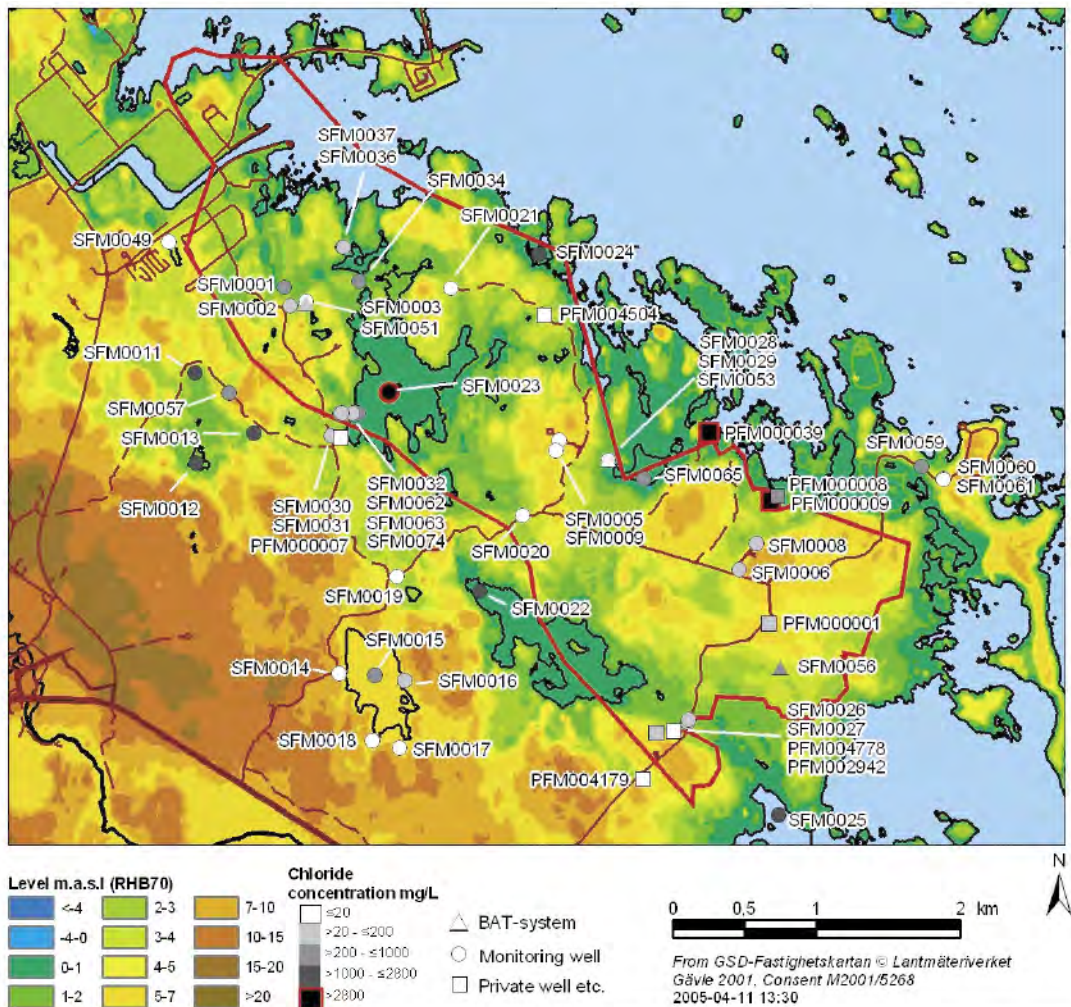 SFM0037
SFM0036
SFM0034
SFM0021
SFM0049
SFM0024
SFM0001
SFM0002
SFM0003
SFM0051
PFM004504
SFM0028
SFM0029
SFM0053
SFM0011
SFM0023
SFM0057
SFM0013
PFM000039
SFM0059
SFM0060
SFM0061
SFM0012
SFM0065
PFM000008
PFM000009
SFM0030
SFM0031
PFM000007
SFM0032
SFM0062
SFM0063
SFM0074
SFM0005
SFM0009
SFM0020
SFM0008
SFM0006
SFM0019
SFM0022
PFM000001
SFM0015
SFM0014
SFM0016
SFM0056
SFM0026
SFM0027
PFM004778
PFM002942
SFM0018
SFM0017
PFM004179
SFM0025
Level m.a.s.l (RHB70)
<-4
-4-0
0-1
1-2
2-3
3-4
4-5
5-7
7-10
10-15
15-20
>20
Chloride
concentration mg/L
≤20
>20 - ≤200
>200 - ≤1000
>1000 - ≤2800
>2800
BAT-system
Monitoring well
Private well etc.
0 0,5 1 2 km
N
From GSD-Fastighetskartan © Lantmäteriverket
Gävle 2001, Consent M2001/5268
2005-04-11 13:30